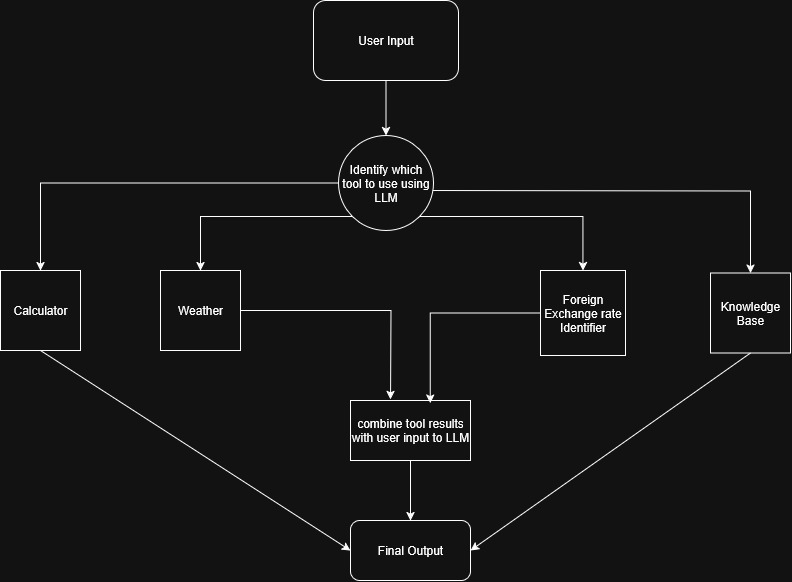 User Input
Identify which
tool to use using
LLM
Calculator
Weather
Foreign
Exchange rate
Identifier
Knowledge
Base
combine tool results
with user input to LLM
Final Output